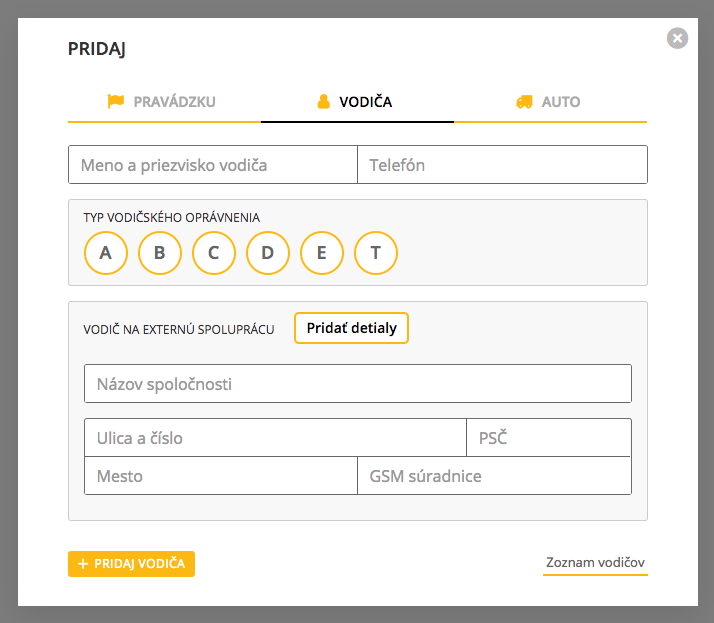 PRIDAJ
PRAVÁDZKU VODIČA AUTO
Meno a priezvisko vodiča Telefón
TYP VODIČSKÉHO OPRÁVNENIA
A B C D E T
VODIČ NA EXTERNÚ SPOLUPRÁCU Pridať detialy
Názov spoločnosti
Ulica a číslo PSČ
Mesto GSM súradnice
+ PRIDAJ VODIČA Zoznam vodičov